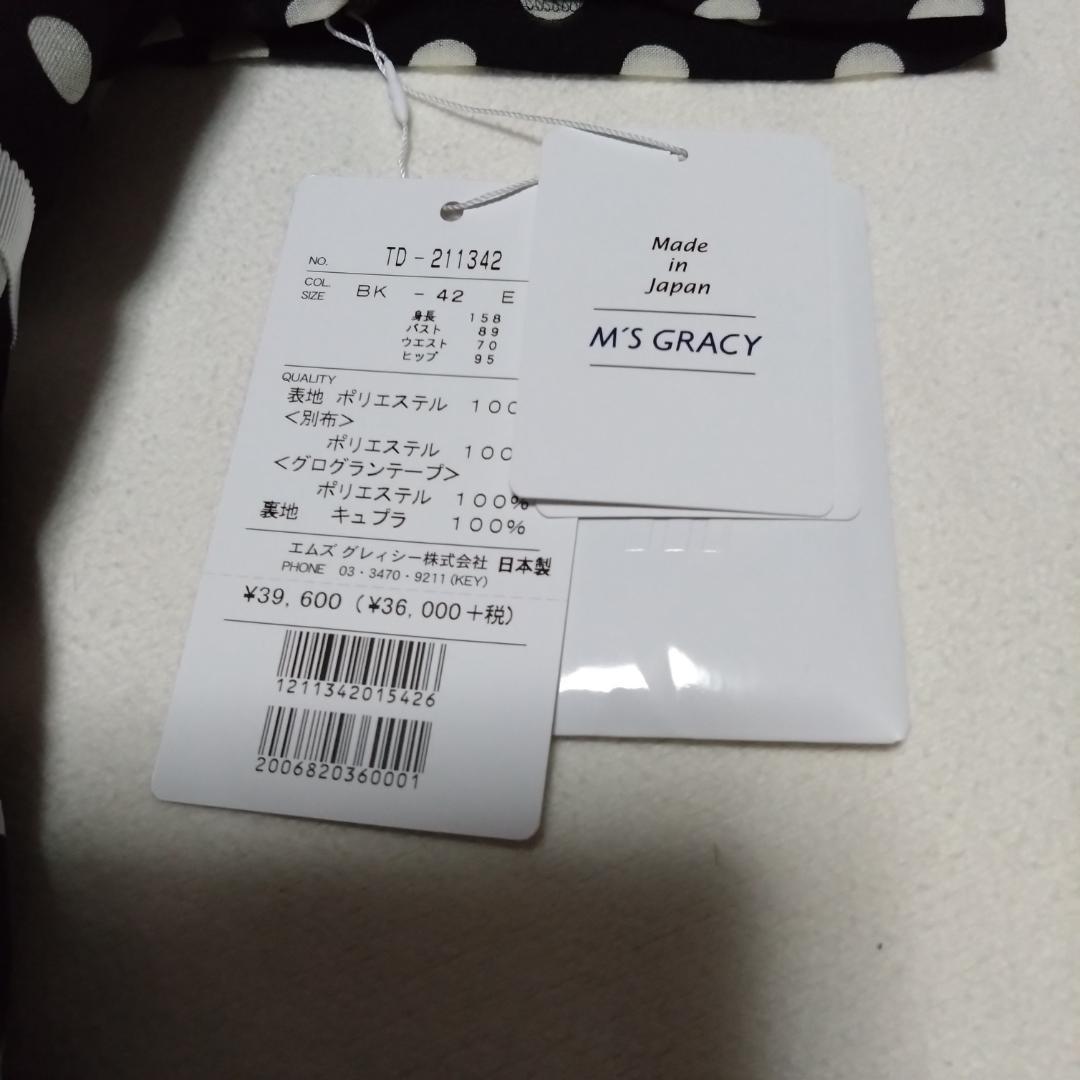 NO. TD-211342
COL.
SIZE BK -42 E
身長 158
バスト 89
ウエスト 70
ヒップ 95
QUALITY
表地 ポリエステル 100
<別布>
ポリエステル 100
<グログランテープ>
ポリエステル 100%
裏地 キュプラ 100%
エムズ グレィシー株式会社 日本製
PHONE 03・3470・9211(KEY)
¥39,600(¥36,000+税)
1211342015426
2006820360001
Made
in
Japan
M'S GRACY